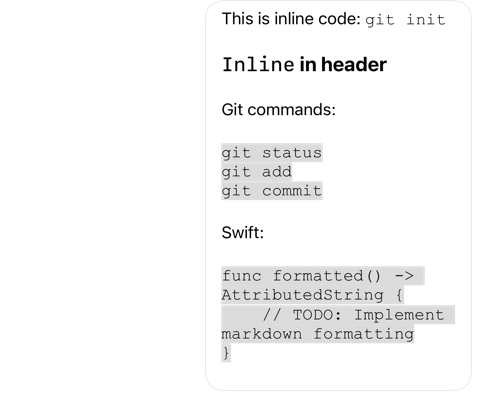 This is inline code: git init
Inline in header
Git commands:
git status
git add
git commit
Swift:
func formatted() ->
AttributedString {
    // TODO: Implement
markdown formatting
}